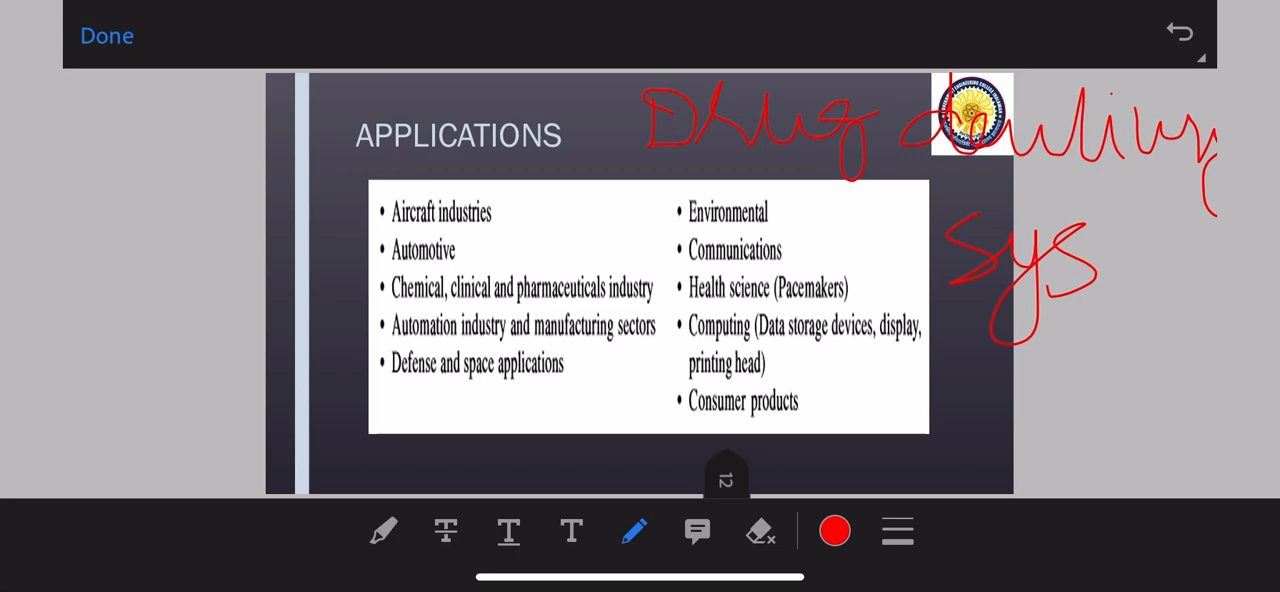 Done
Drug delivery
sys
APPLICATIONS
• Aircraft industries
• Automotive
• Chemical, clinical and pharmaceuticals industry
• Automation industry and manufacturing sectors
• Defense and space applications
• Environmental
• Communications
• Health science (Pacemakers)
• Computing (Data storage devices, display,
printing head)
• Consumer products
12
T
T
T